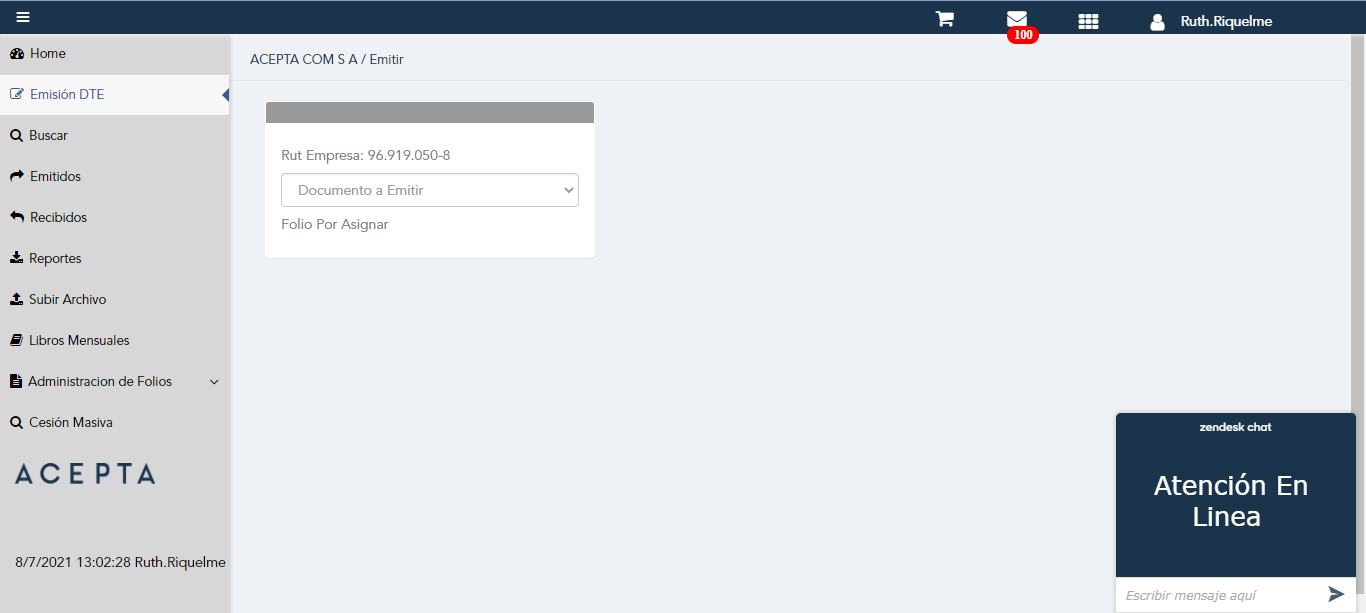 Ruth.Riquelme
100
Home
Emisión DTE
Buscar
Emitidos
Recibidos
Reportes
Subir Archivo
Libros Mensuales
Administracion de Folios
Cesión Masiva
ACEPTA
8/7/2021 13:02:28 Ruth.Riquelme
ACEPTA COM S A / Emitir
Rut Empresa: 96.919.050-8
Documento a Emitir
Folio Por Asignar
zendesk chat
Atención En
Linea
Escribir mensaje aquí